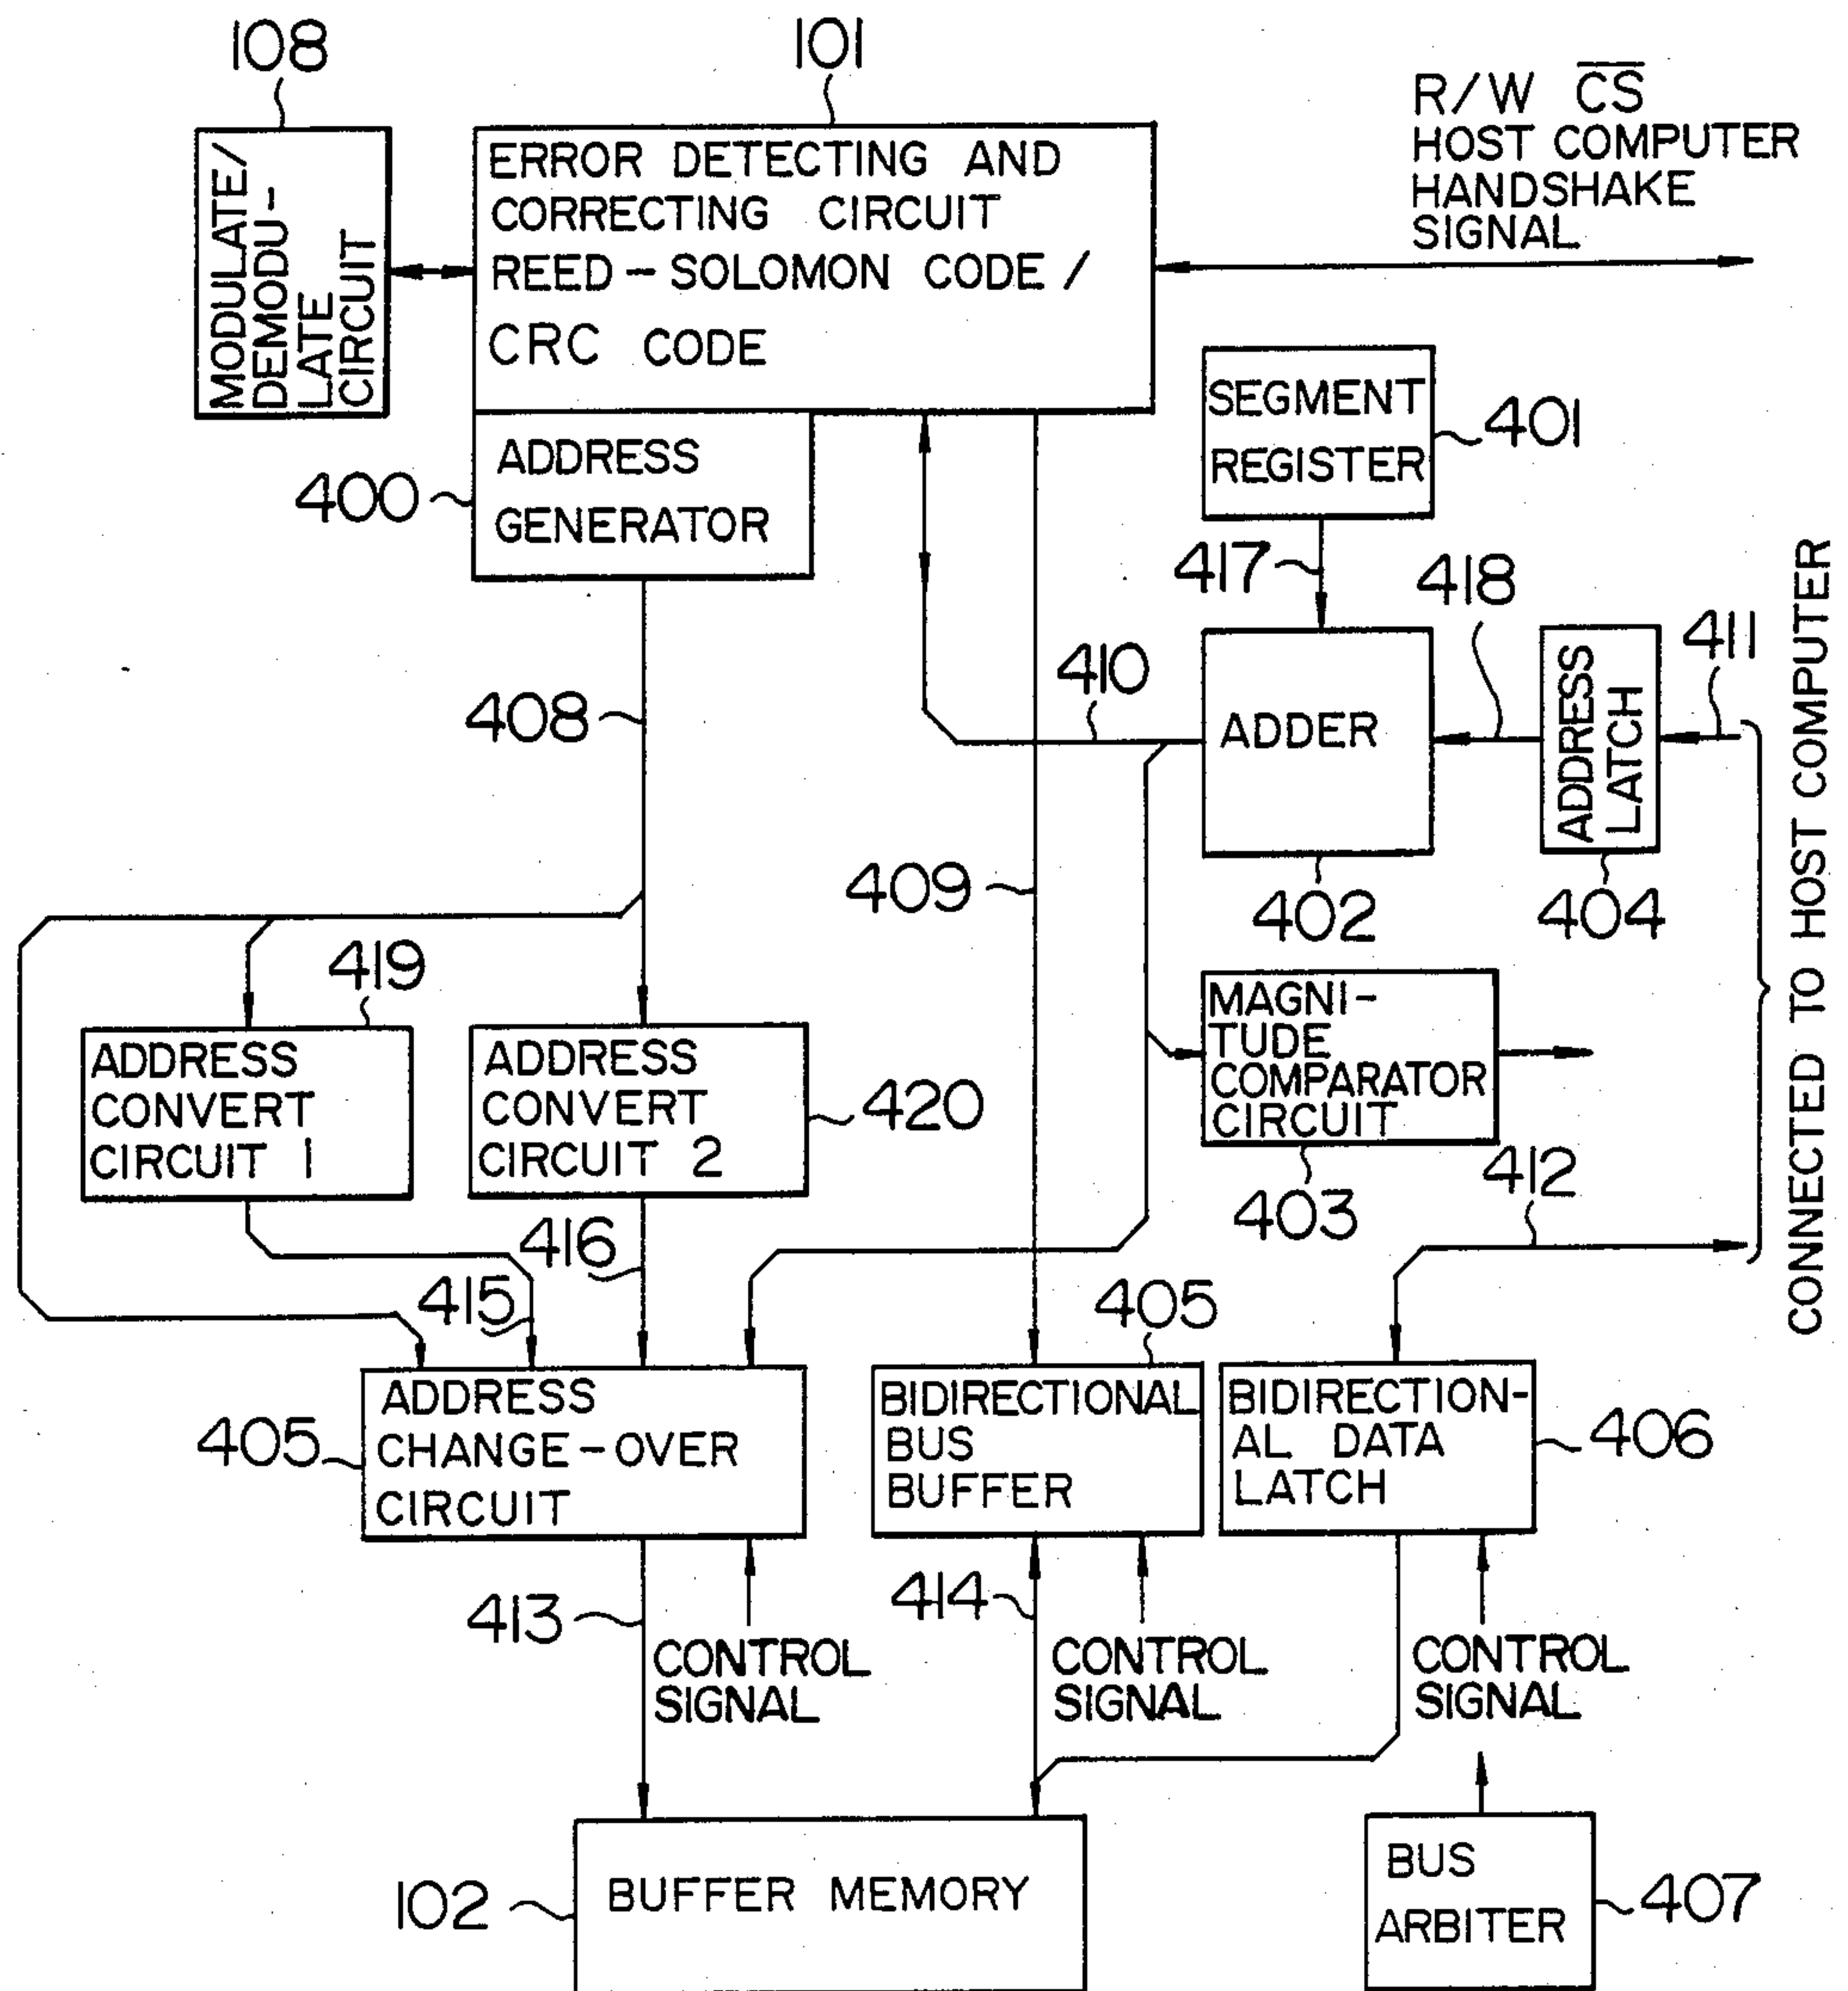 108
101
R/W C̅S̅
HOST COMPUTER
HANDSHAKE
SIGNAL
MODULATE/
DEMODU-
LATE
CIRCUIT
ERROR DETECTING AND
CORRECTING CIRCUIT
REED-SOLOMON CODE/
CRC CODE
SEGMENT
REGISTER
401
ADDRESS
GENERATOR
400
417
418
411
408
410
ADDER
ADDRESS
LATCH
CONNECTED TO HOST COMPUTER
409
402
404
419
ADDRESS
CONVERT
CIRCUIT 1
ADDRESS
CONVERT
CIRCUIT 2
420
MAGNI-
TUDE
COMPARATOR
CIRCUIT
403
412
416
415
405
405
ADDRESS
CHANGE-OVER
CIRCUIT
BIDIRECTIONAL
BUS
BUFFER
BIDIRECTION-
AL DATA
LATCH
406
413
CONTROL
SIGNAL
414
CONTROL
SIGNAL
CONTROL
SIGNAL
102
BUFFER MEMORY
BUS
ARBITER
407